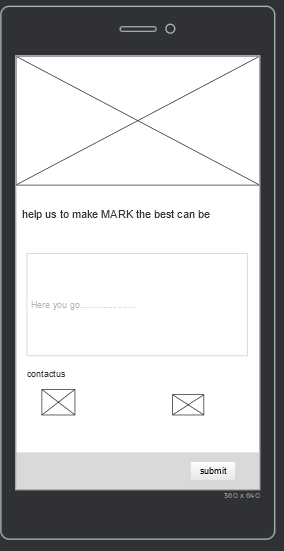 help us to make MARK the best can be
Here you go.........................
contactus
submit
360 x 640